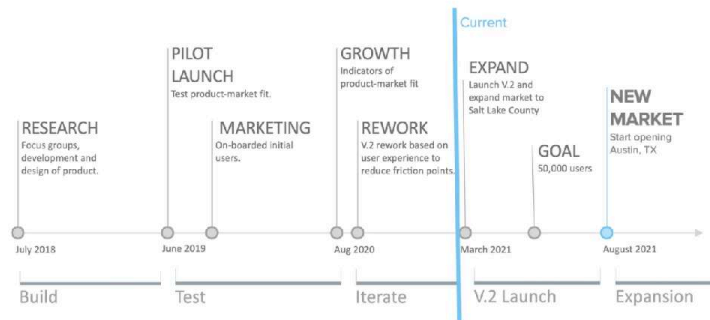 Current
PILOT
LAUNCH
Test product-market fit.
GROWTH
Indicators of
product-market fit
EXPAND
Launch V.2 and
expand market to
Salt Lake County
NEW
MARKET
Start opening
Austin, TX
RESEARCH
Focus groups,
development and
design of product.
MARKETING
On-boarded initial
users.
REWORK
V.2 rework based on
user experience to
reduce friction points.
GOAL
50,000 users
July 2018
June 2019
Aug 2020
March 2021
August 2021
Build
Test
Iterate
V.2 Launch
Expansion